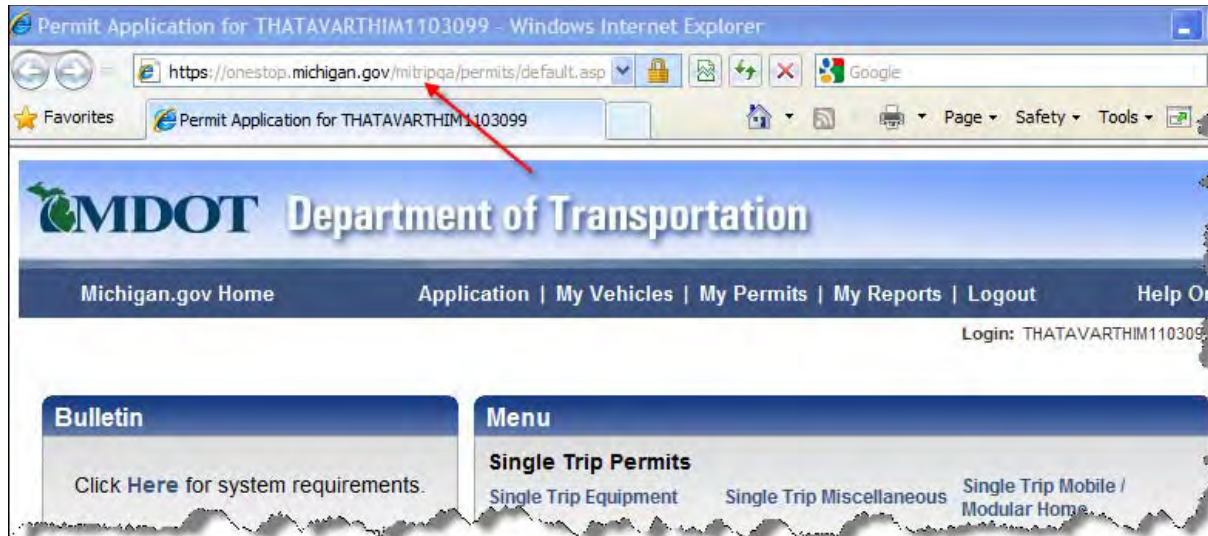 Permit Application for THATAVARTHIM1103099 - Windows Internet Explorer
https://onestop.michigan.gov/mitripqa/permits/default.asp Google
Favorites Permit Application for THATAVARTHIM1103099 Page Safety Tools
MDOT Department of Transportation
Michigan.gov Home Application | My Vehicles | My Permits | My Reports | Logout Help
Login: THATAVARTHIM110309
Bulletin Menu
Single Trip Permits
Click Here for system requirements. Single Trip Equipment Single Trip Miscellaneous Single Trip Mobile /
Modular Home